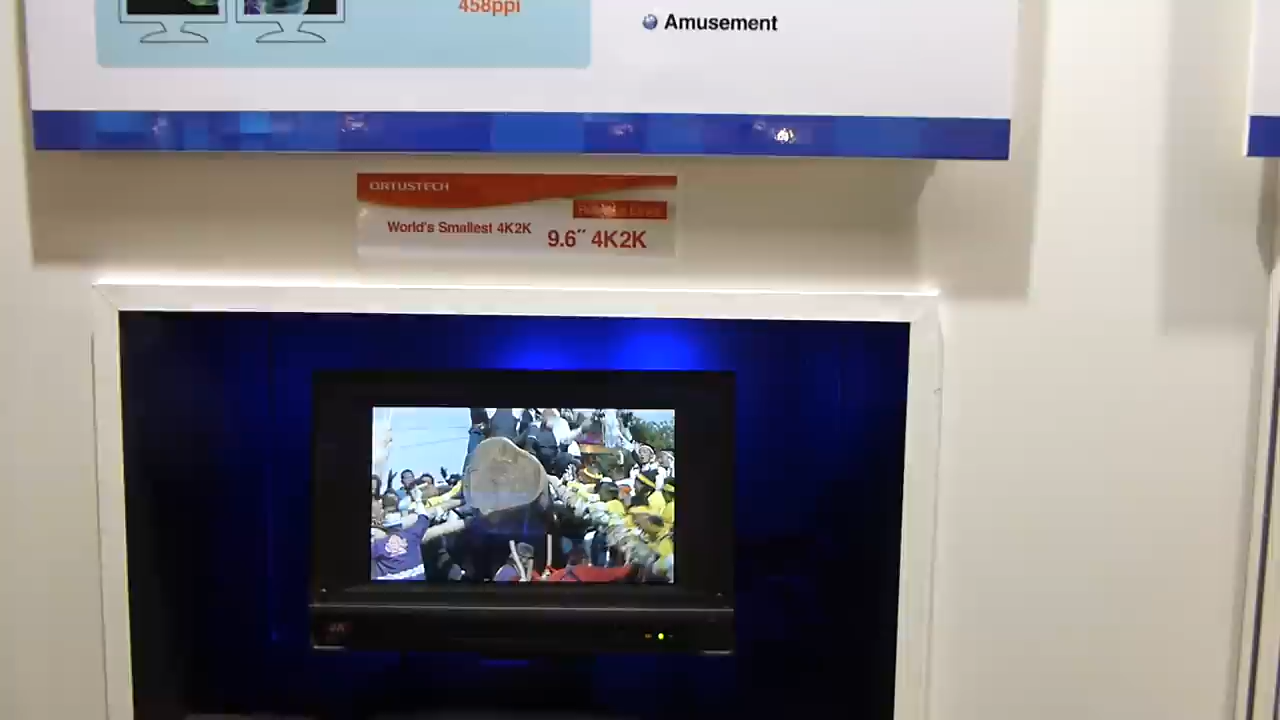 458ppi
Amusement
ORTUSTECH
World's Smallest 4K2K
9.6″ 4K2K